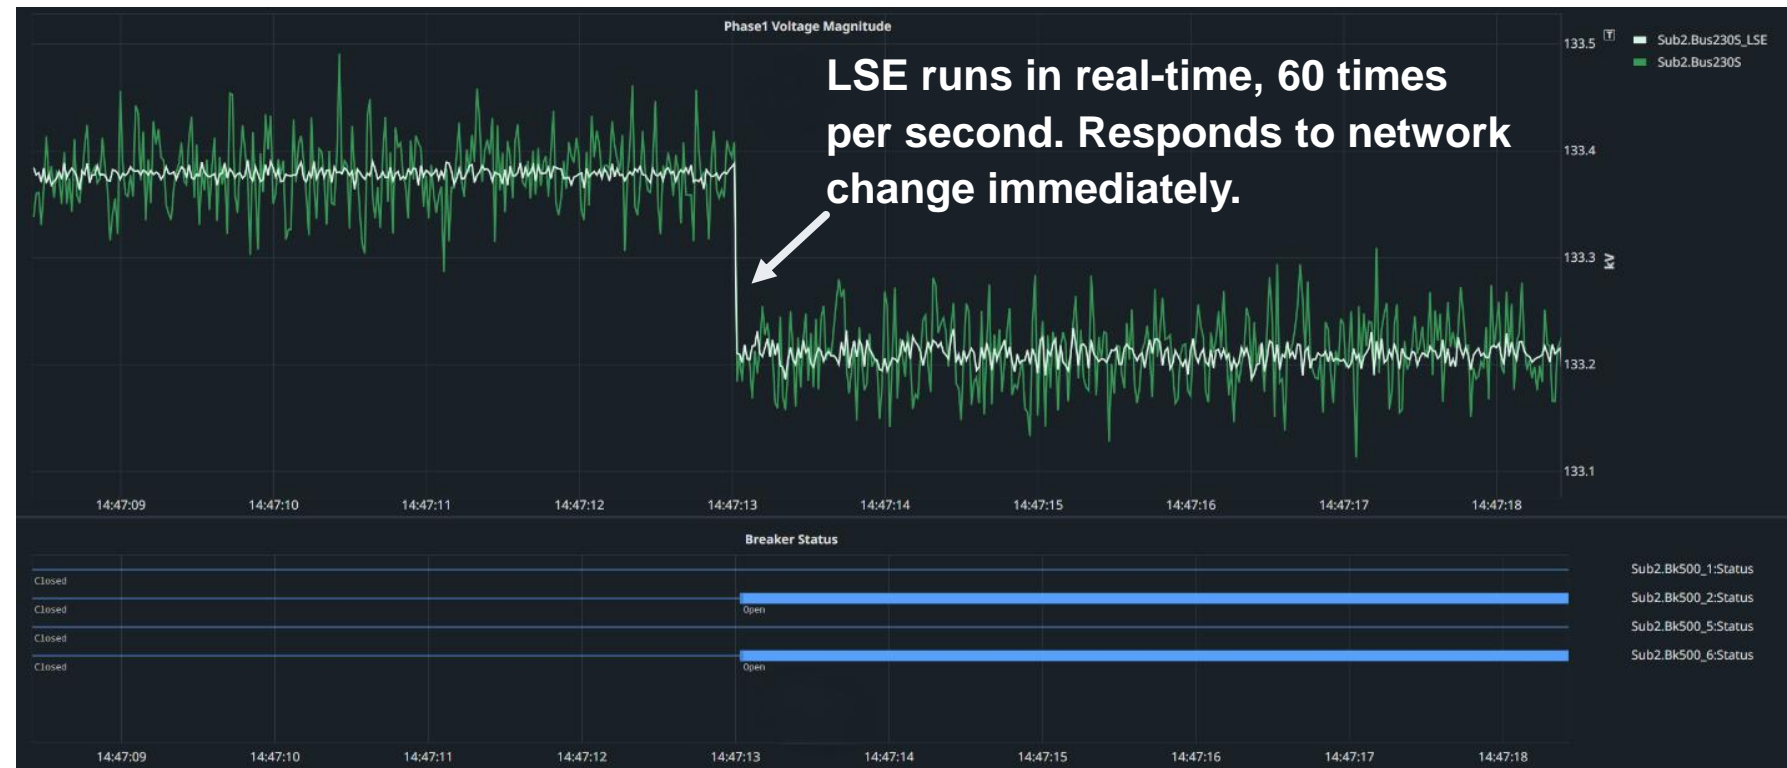 Phase1 Voltage Magnitude
LSE runs in real-time, 60 times
per second. Responds to network
change immediately.
133.5
T
Sub2.Bus230S_LSE
Sub2.Bus230S
133.4
133.3
kV
133.2
133.1
14:47:09 14:47:10 14:47:11 14:47:12 14:47:13 14:47:14 14:47:15 14:47:16 14:47:17 14:47:18
Breaker Status
Closed
Sub2.Bk500_1:Status
Closed Open
Sub2.Bk500_2:Status
Closed
Sub2.Bk500_5:Status
Closed Open
Sub2.Bk500_6:Status
14:47:09 14:47:10 14:47:11 14:47:12 14:47:13 14:47:14 14:47:15 14:47:16 14:47:17 14:47:18